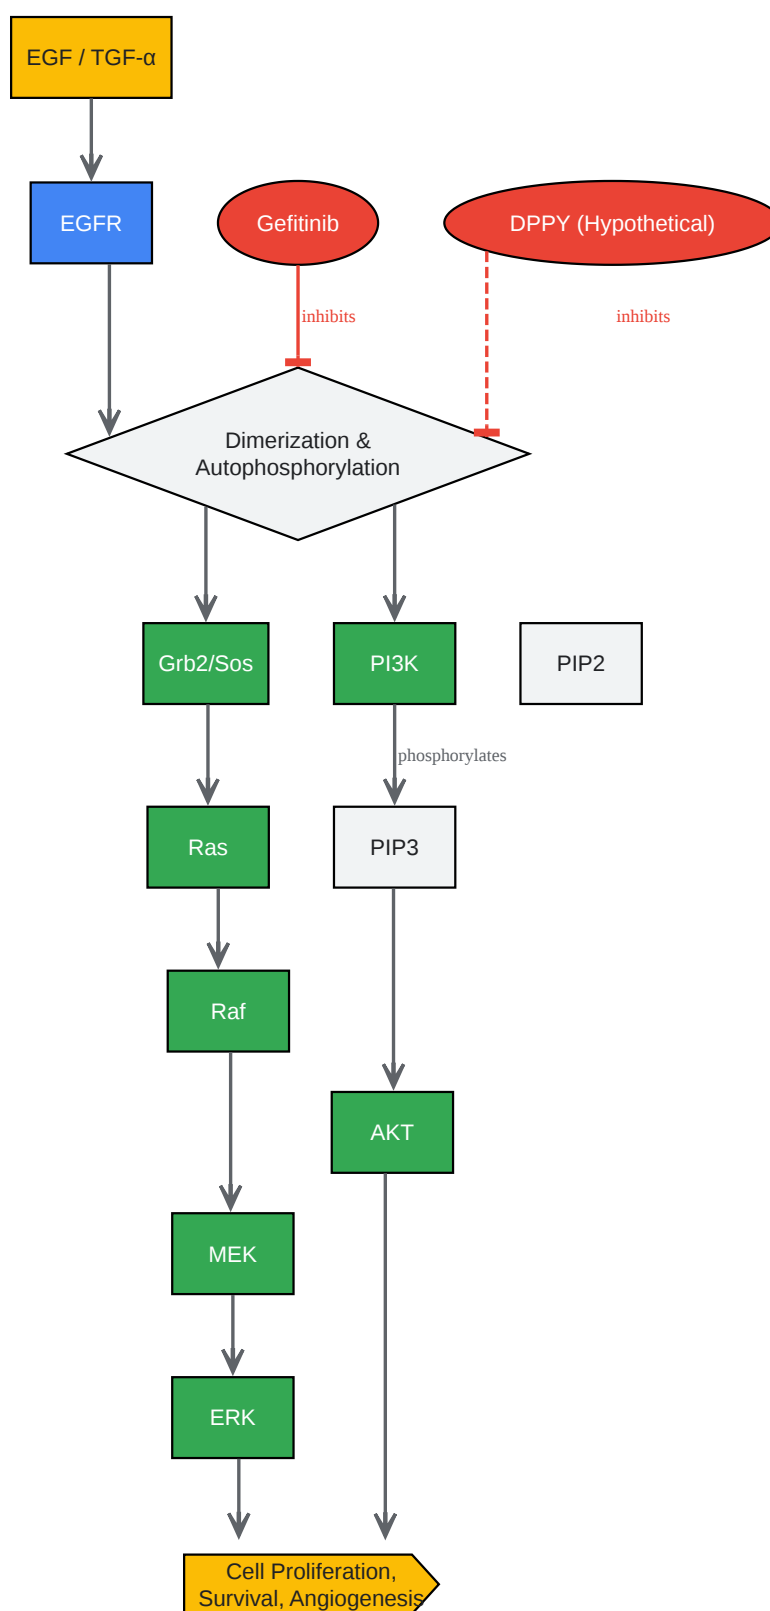 EGF / TGF-α
EGFR
Gefitinib
DPPY (Hypothetical)
inhibits
inhibits
Dimerization &
Autophosphorylation
Grb2/Sos
PI3K
PIP2
phosphorylates
Ras
PIP3
Raf
AKT
MEK
ERK
Cell Proliferation,
Survival, Angiogenesis